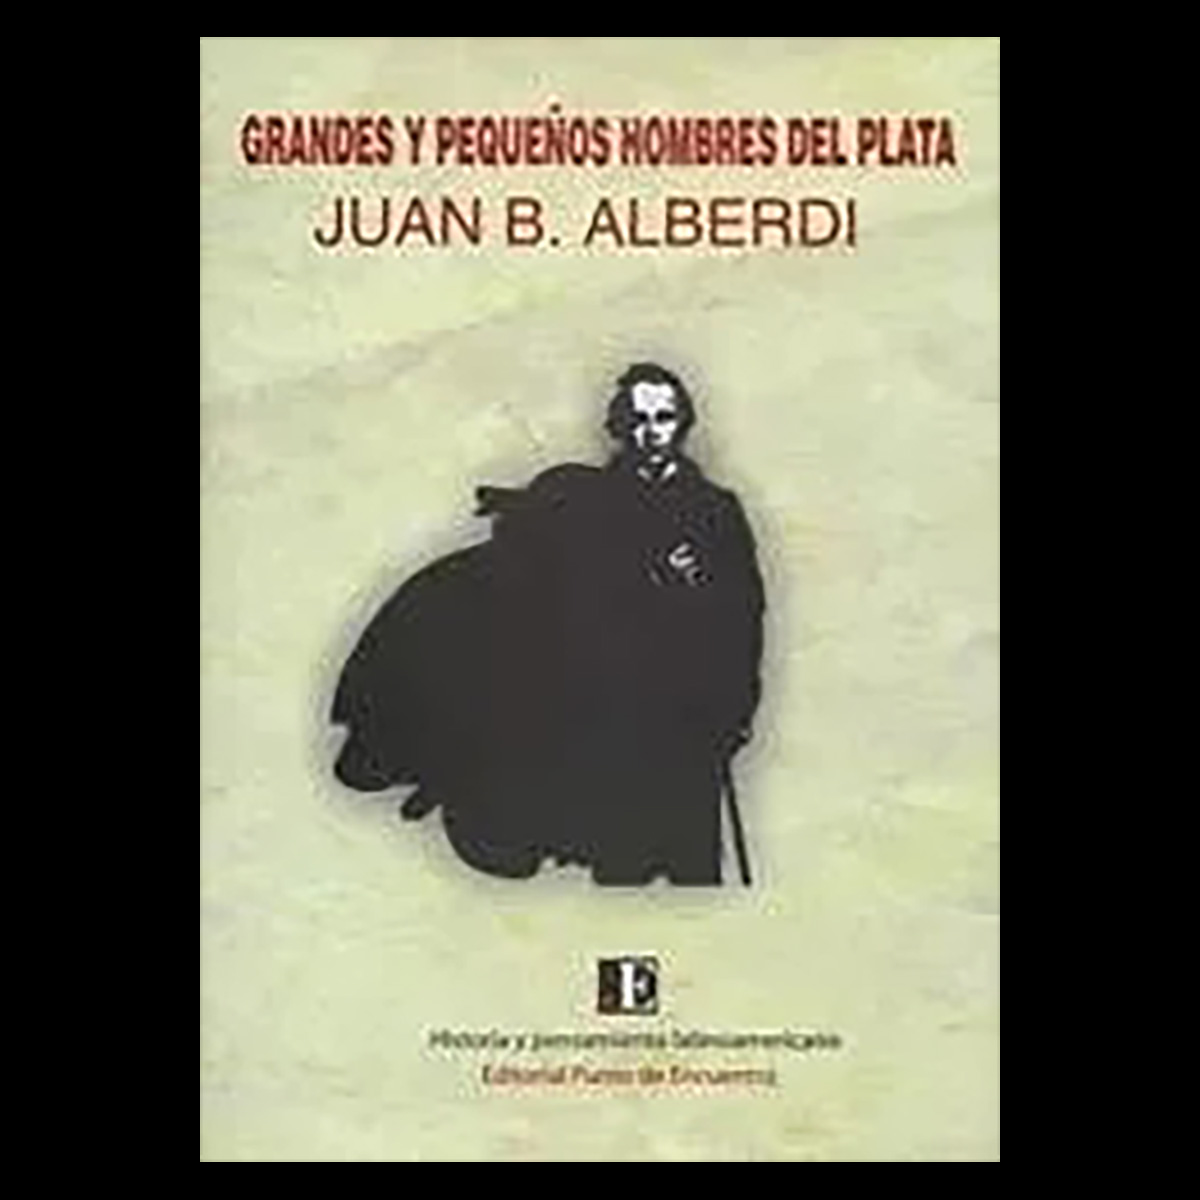 GRANDES Y PEQUEÑOS HOMBRES DEL PLATA
JUAN B. ALBERDI
E
Historia y pensamiento latinoamericano
Editorial Punto de Encuentro